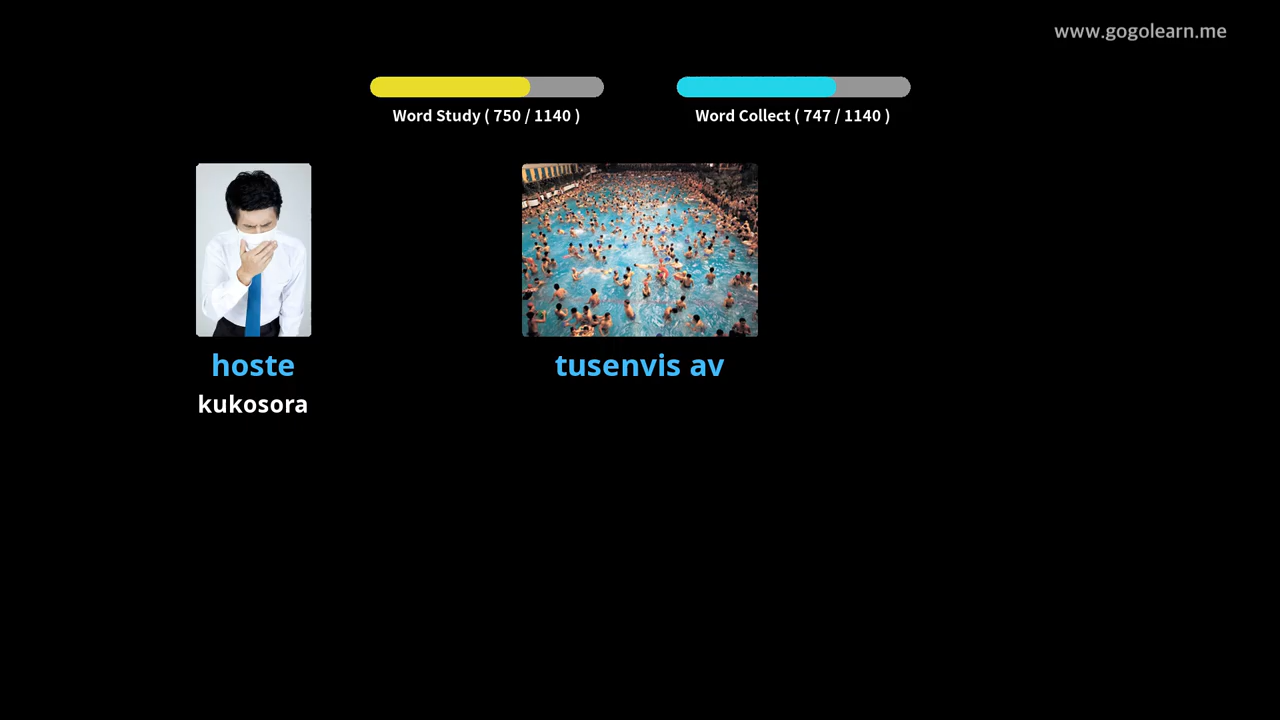 www.gogolearn.me
Word Study ( 750 / 1140 )
Word Collect ( 747 / 1140 )
hoste
tusenvis av
kukosora